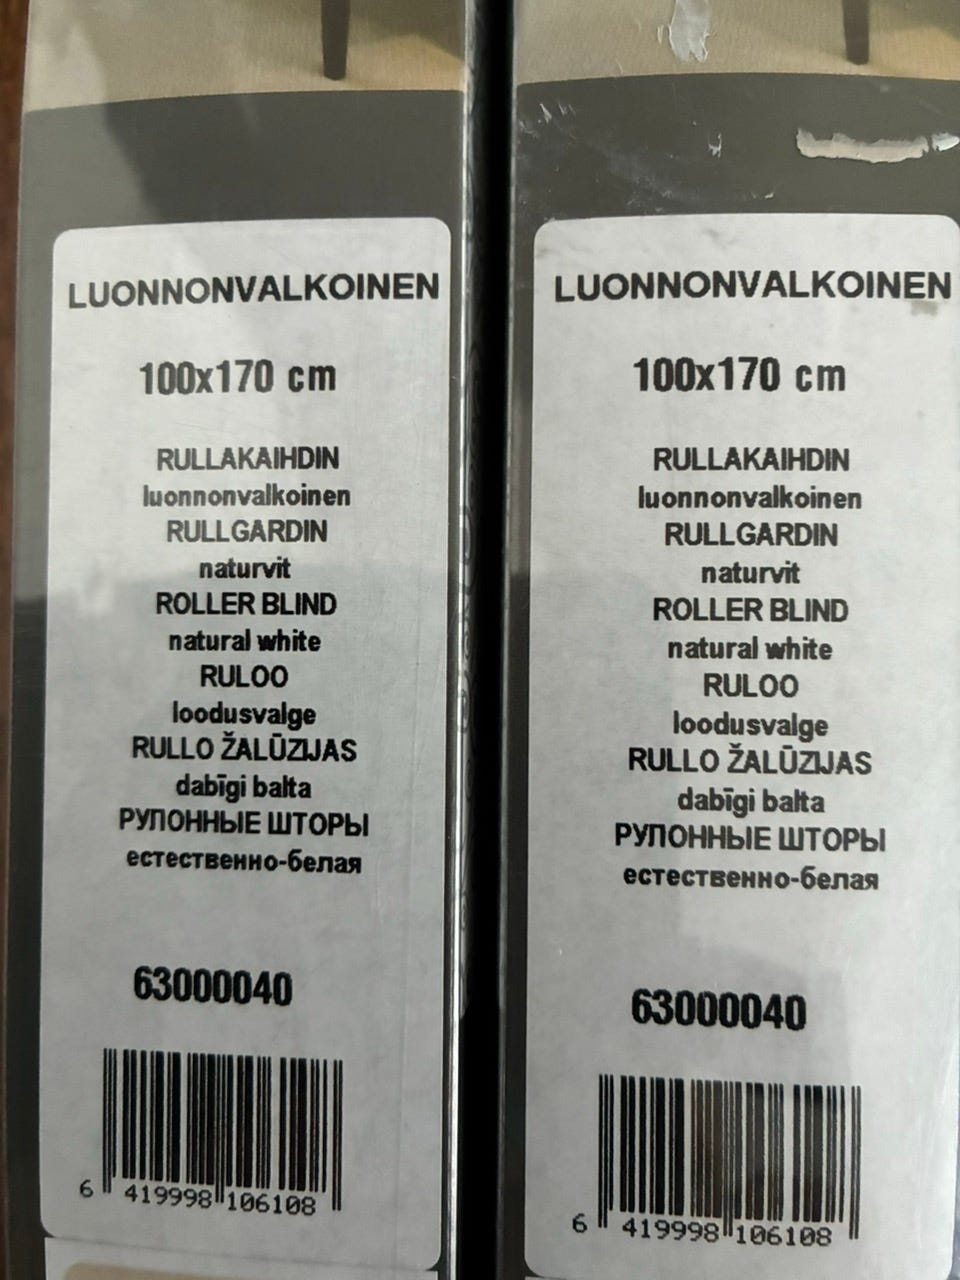 LUONNONVALKOINEN
100x170 cm
RULLAKAIHDIN
luonnonvalkoinen
RULLGARDIN
naturvit
ROLLER BLIND
natural white
RULOO
loodusvalge
RULLO ŽALŪZIJAS
dabīgi balta
РУЛОННЫЕ ШТОРЫ
естественно-белая
63000040
6 419998 106108
LUONNONVALKOINEN
100x170 cm
RULLAKAIHDIN
luonnonvalkoinen
RULLGARDIN
naturvit
ROLLER BLIND
natural white
RULOO
loodusvalge
RULLO ŽALŪZIJAS
dabīgi balta
РУЛОННЫЕ ШТОРЫ
естественно-белая
63000040
6 419998 106108